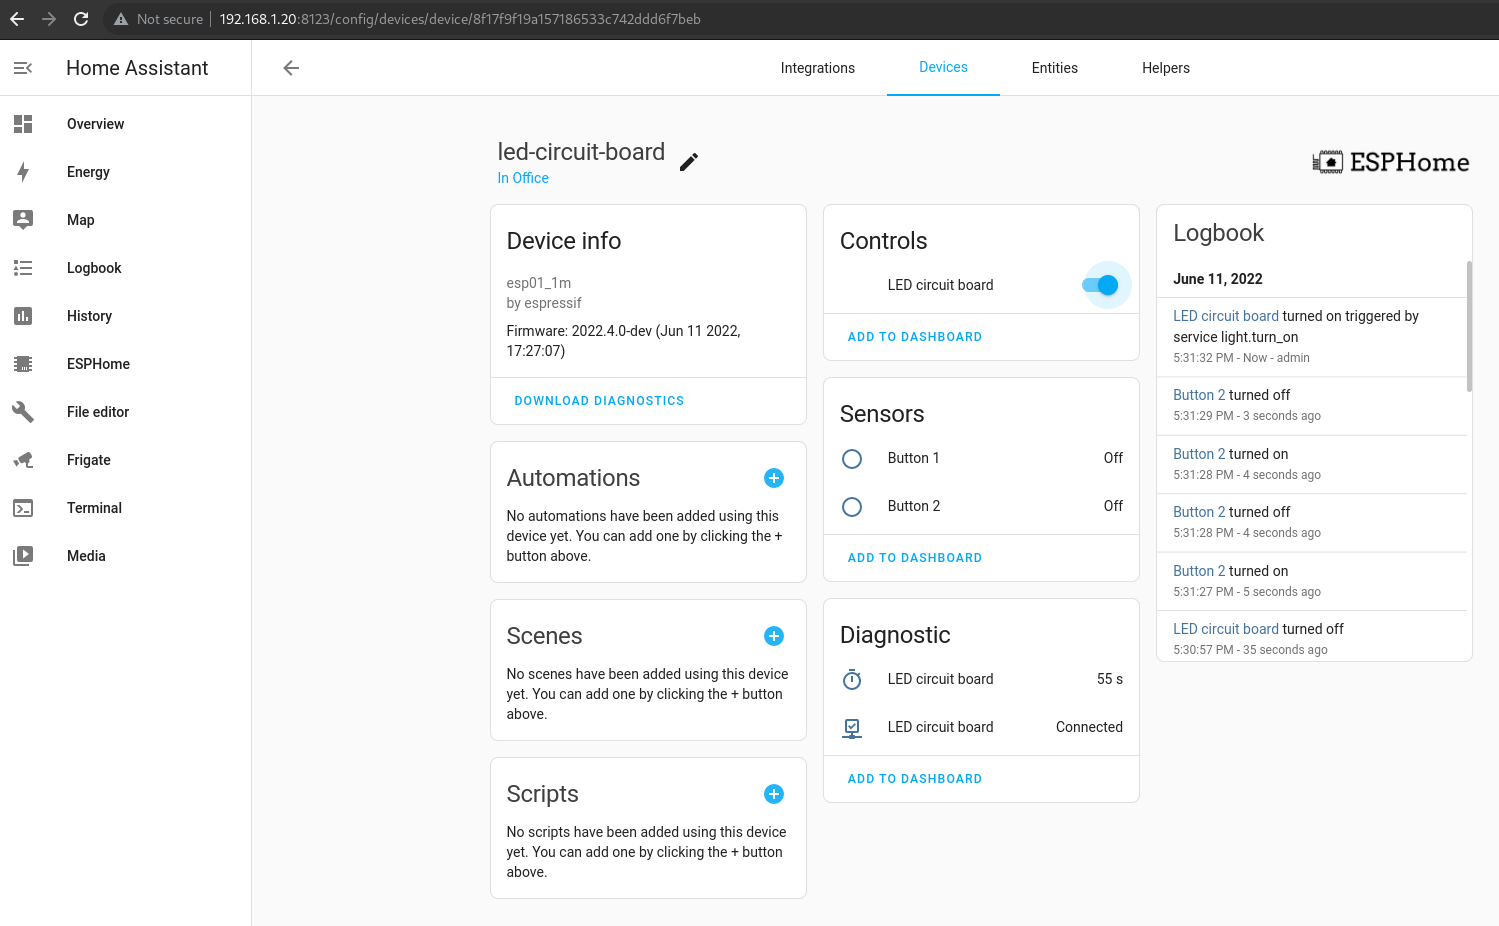 Not secure 192.168.1.20:8123/config/devices/device/8f17f9f19a157186533c742ddd6f7beb
Home Assistant
Integrations Devices Entities Helpers
Overview
Energy
Map
Logbook
History
ESPHome
File editor
Frigate
Terminal
Media
led-circuit-board
In Office
ESPHome
Device info
esp01_1m
by espressif
Firmware: 2022.4.0-dev (Jun 11 2022,
17:27:07)
DOWNLOAD DIAGNOSTICS
Automations
No automations have been added using this
device yet. You can add one by clicking the +
button above.
Scenes
No scenes have been added using this device
yet. You can add one by clicking the + button
above.
Scripts
No scripts have been added using this device
yet. You can add one by clicking the + button
above.
Controls
LED circuit board
ADD TO DASHBOARD
Sensors
Button 1 Off
Button 2 Off
ADD TO DASHBOARD
Diagnostic
LED circuit board 55 s
LED circuit board Connected
ADD TO DASHBOARD
Logbook
June 11, 2022
LED circuit board turned on triggered by
service light.turn_on
5:31:32 PM - Now - admin
Button 2 turned off
5:31:29 PM - 3 seconds ago
Button 2 turned on
5:31:28 PM - 4 seconds ago
Button 2 turned off
5:31:28 PM - 4 seconds ago
Button 2 turned on
5:31:27 PM - 5 seconds ago
LED circuit board turned off
5:30:57 PM - 35 seconds ago